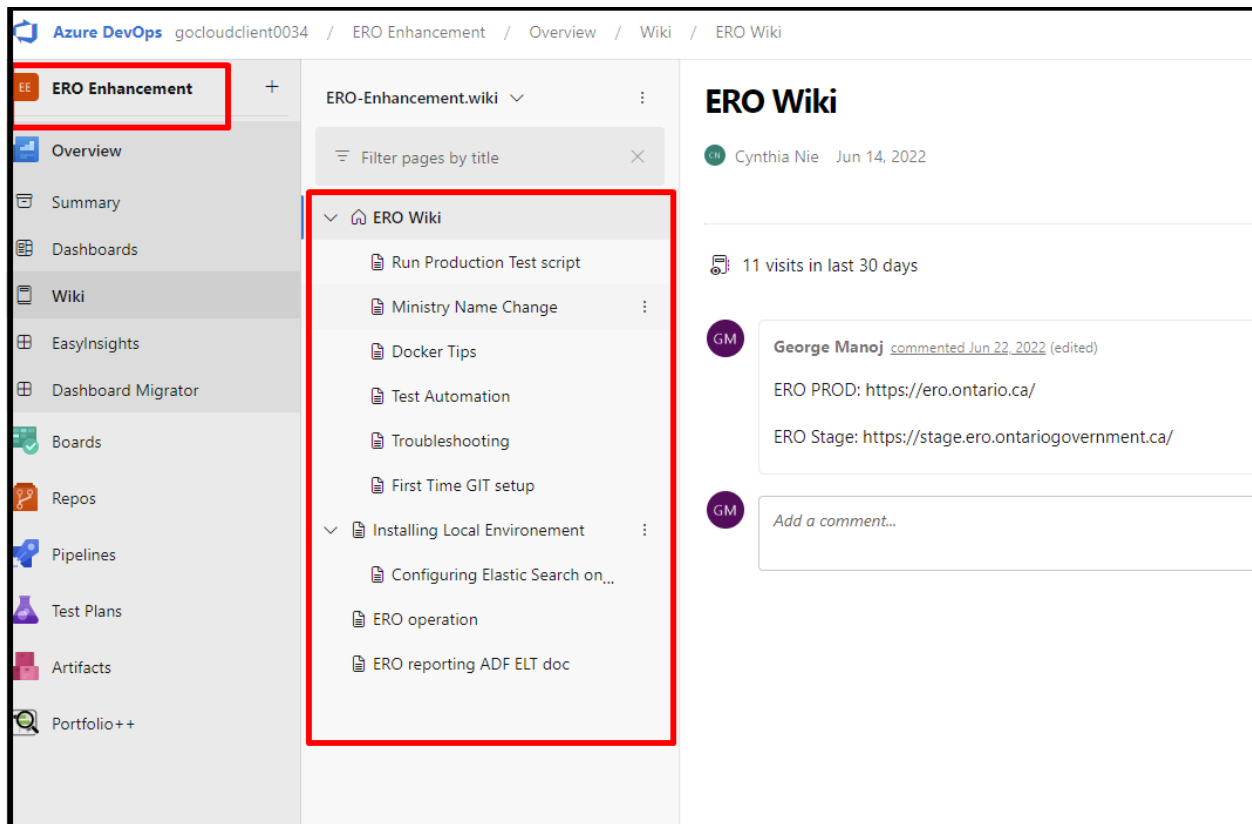 Azure DevOps gocloudclient0034 / ERO Enhancement / Overview / Wiki / ERO Wiki
EE ERO Enhancement +
Overview
Summary
Dashboards
Wiki
EasyInsights
Dashboard Migrator
Boards
Repos
Pipelines
Test Plans
Artifacts
Portfolio++
ERO-Enhancement.wiki
Filter pages by title
ERO Wiki
Run Production Test script
Ministry Name Change
Docker Tips
Test Automation
Troubleshooting
First Time GIT setup
Installing Local Environement
Configuring Elastic Search on...
ERO operation
ERO reporting ADF ELT doc
ERO Wiki
CN Cynthia Nie Jun 14, 2022
11 visits in last 30 days
GM George Manoj commented Jun 22, 2022 (edited)
ERO PROD: https://ero.ontario.ca/
ERO Stage: https://stage.ero.ontariogovernment.ca/
GM Add a comment...